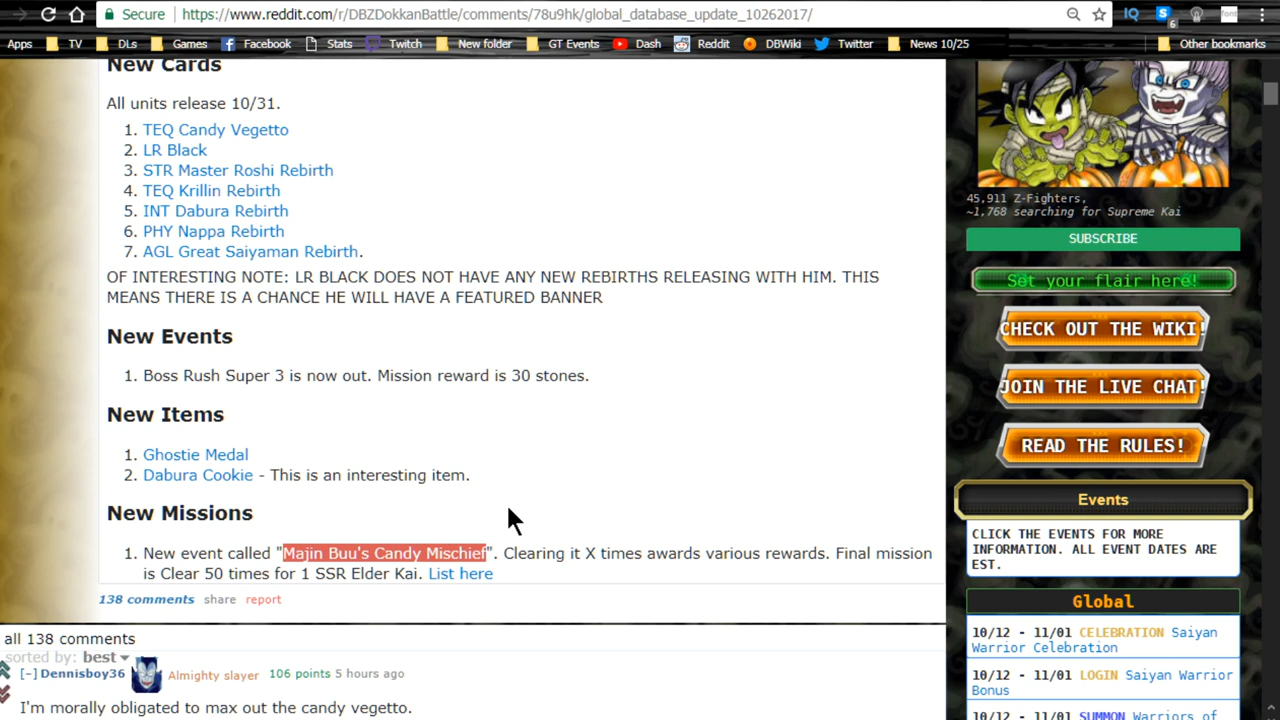 Secure https://www.reddit.com/r/DBZDokkanBattle/comments/78u9hk/global_database_update_10262017/
IQ
6
font
Apps TV DLs Games Facebook Stats Twitch New folder GT Events Dash Reddit DBWiki Twitter News 10/25 Other bookmarks
New Cards
All units release 10/31.
1. TEQ Candy Vegetto
2. LR Black
3. STR Master Roshi Rebirth
4. TEQ Krillin Rebirth
5. INT Dabura Rebirth
6. PHY Nappa Rebirth
7. AGL Great Saiyaman Rebirth.
OF INTERESTING NOTE: LR BLACK DOES NOT HAVE ANY NEW REBIRTHS RELEASING WITH HIM. THIS
MEANS THERE IS A CHANCE HE WILL HAVE A FEATURED BANNER
New Events
1. Boss Rush Super 3 is now out. Mission reward is 30 stones.
New Items
1. Ghostie Medal
2. Dabura Cookie - This is an interesting item.
New Missions
1. New event called "Majin Buu's Candy Mischief". Clearing it X times awards various rewards. Final mission
is Clear 50 times for 1 SSR Elder Kai. List here
138 comments share report
all 138 comments
sorted by: best
[-] Dennisboy36 Almighty slayer 106 points 5 hours ago
I'm morally obligated to max out the candy vegetto.
45,911 Z-Fighters,
~1,768 searching for Supreme Kai
SUBSCRIBE
Set your flair here!
CHECK OUT THE WIKI!
JOIN THE LIVE CHAT!
READ THE RULES!
Events
CLICK THE EVENTS FOR MORE
INFORMATION. ALL EVENT DATES ARE
EST.
Global
10/12 - 11/01 CELEBRATION Saiyan
Warrior Celebration
10/12 - 11/01 LOGIN Saiyan Warrior
Bonus
10/12 - 11/01 SUMMON Warriors of